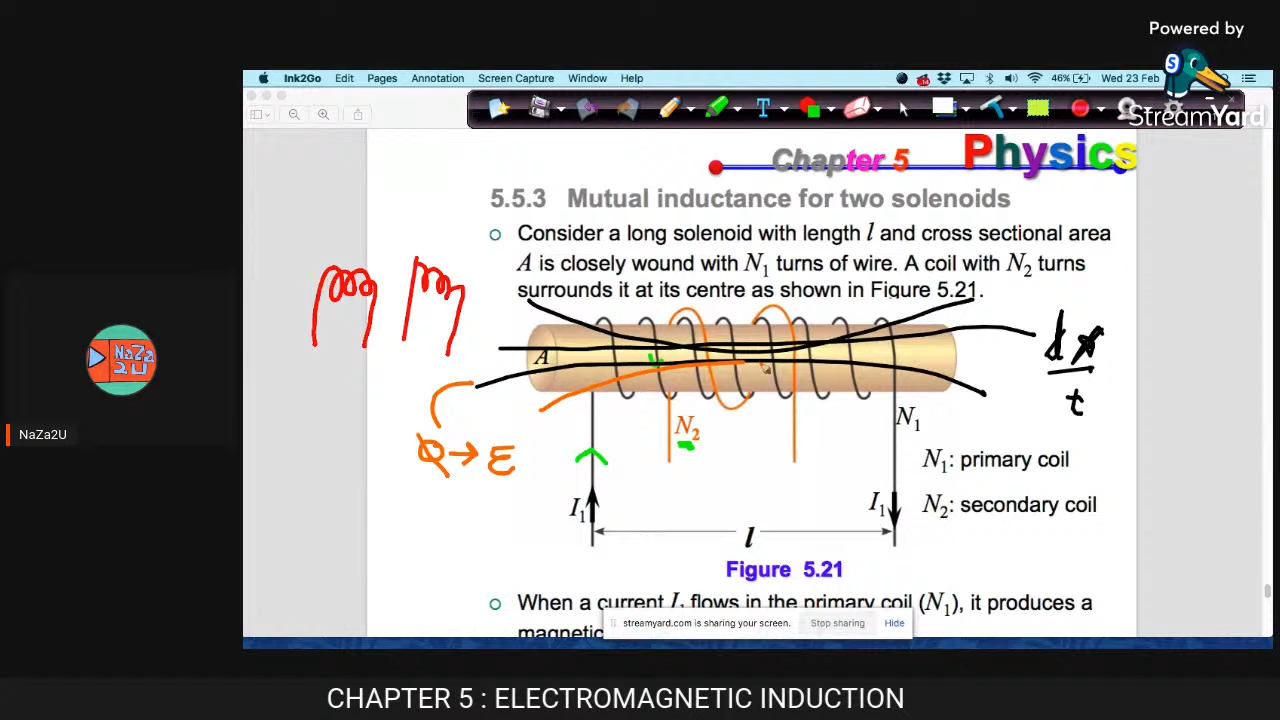 Powered by
StreamYard
Ink2Go Edit Pages Annotation Screen Capture Window Help
46% Wed 23 Feb
Chapter 5 Physics
5.5.3 Mutual inductance for two solenoids
Consider a long solenoid with length l and cross sectional area
A is closely wound with N₁ turns of wire. A coil with N₂ turns
surrounds it at its centre as shown in Figure 5.21.
A
t
N₂
N₁
Φ → ε
N₁: primary coil
I₁
I₁
N₂: secondary coil
l
Figure 5.21
When a current I₁ flows in the primary coil (N₁), it produces a
magnetic
streamyard.com is sharing your screen. Stop sharing Hide
NaZa
2U
NaZa2U
CHAPTER 5 : ELECTROMAGNETIC INDUCTION